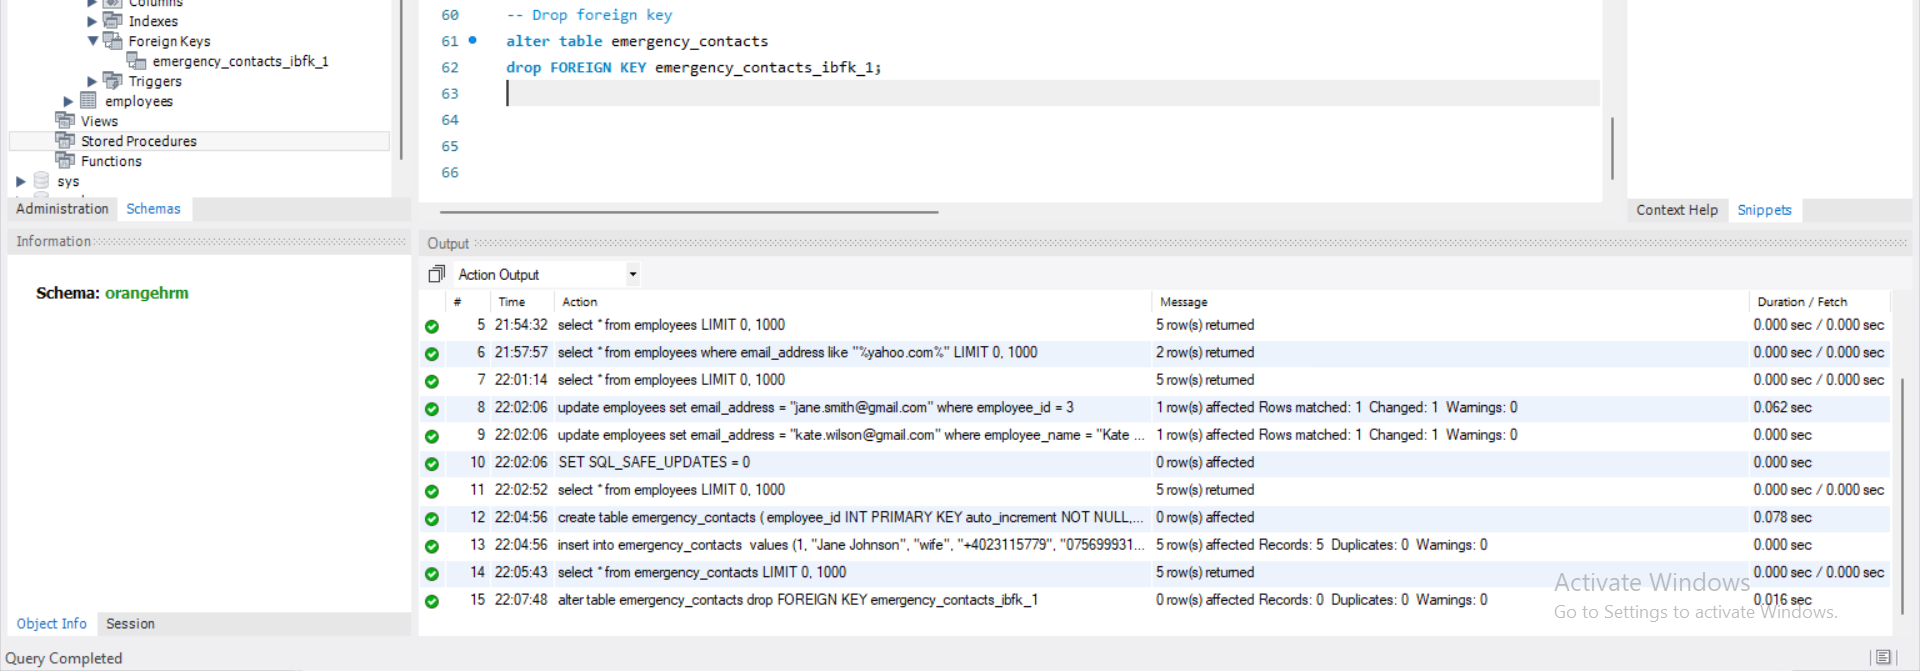 Columns
Indexes
Foreign Keys
emergency_contacts_ibfk_1
Triggers
employees
Views
Stored Procedures
Functions
sys
Administration Schemas
Information
Schema: orangehrm
Object Info Session
Query Completed
60 -- Drop foreign key
61 alter table emergency_contacts
62 drop FOREIGN KEY emergency_contacts_ibfk_1;
63
64
65
66
Context Help Snippets
Output
Action Output
# Time Action Message Duration / Fetch
5 21:54:32 select * from employees LIMIT 0, 1000 5 row(s) returned 0.000 sec / 0.000 sec
6 21:57:57 select * from employees where email_address like "%yahoo.com%" LIMIT 0, 1000 2 row(s) returned 0.000 sec / 0.000 sec
7 22:01:14 select * from employees LIMIT 0, 1000 5 row(s) returned 0.000 sec / 0.000 sec
8 22:02:06 update employees set email_address = "jane.smith@gmail.com" where employee_id = 3 1 row(s) affected Rows matched: 1 Changed: 1 Warnings: 0 0.062 sec
9 22:02:06 update employees set email_address = "kate.wilson@gmail.com" where employee_name = "Kate ... 1 row(s) affected Rows matched: 1 Changed: 1 Warnings: 0 0.000 sec
10 22:02:06 SET SQL_SAFE_UPDATES = 0 0 row(s) affected 0.000 sec
11 22:02:52 select * from employees LIMIT 0, 1000 5 row(s) returned 0.000 sec / 0.000 sec
12 22:04:56 create table emergency_contacts ( employee_id INT PRIMARY KEY auto_increment NOT NULL,... 0 row(s) affected 0.078 sec
13 22:04:56 insert into emergency_contacts values (1, "Jane Johnson", "wife", "+4023115779", "075699931... 5 row(s) affected Records: 5 Duplicates: 0 Warnings: 0 0.000 sec
14 22:05:43 select * from emergency_contacts LIMIT 0, 1000 5 row(s) returned 0.000 sec / 0.000 sec
15 22:07:48 alter table emergency_contacts drop FOREIGN KEY emergency_contacts_ibfk_1 0 row(s) affected Records: 0 Duplicates: 0 Warnings: 0 0.016 sec
Activate Windows
Go to Settings to activate Windows.